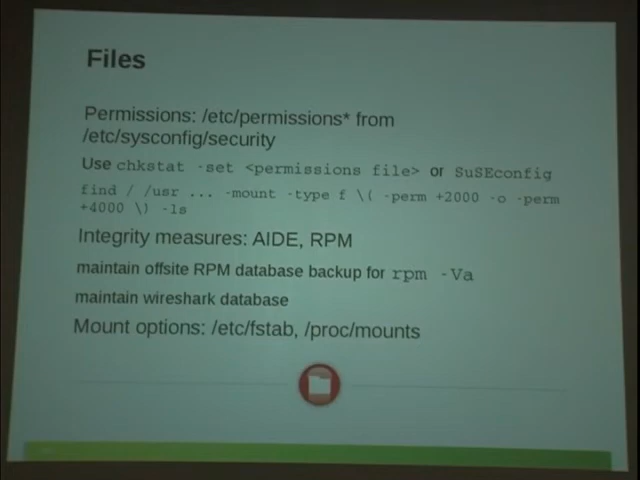 Files
Permissions: /etc/permissions* from
/etc/sysconfig/security
Use chkstat -set <permissions file> or SuSEconfig
find / /usr ... -mount -type f \( -perm +2000 -o -perm
+4000 \) -ls
Integrity measures: AIDE, RPM
maintain offsite RPM database backup for rpm -Va
maintain wireshark database
Mount options: /etc/fstab, /proc/mounts